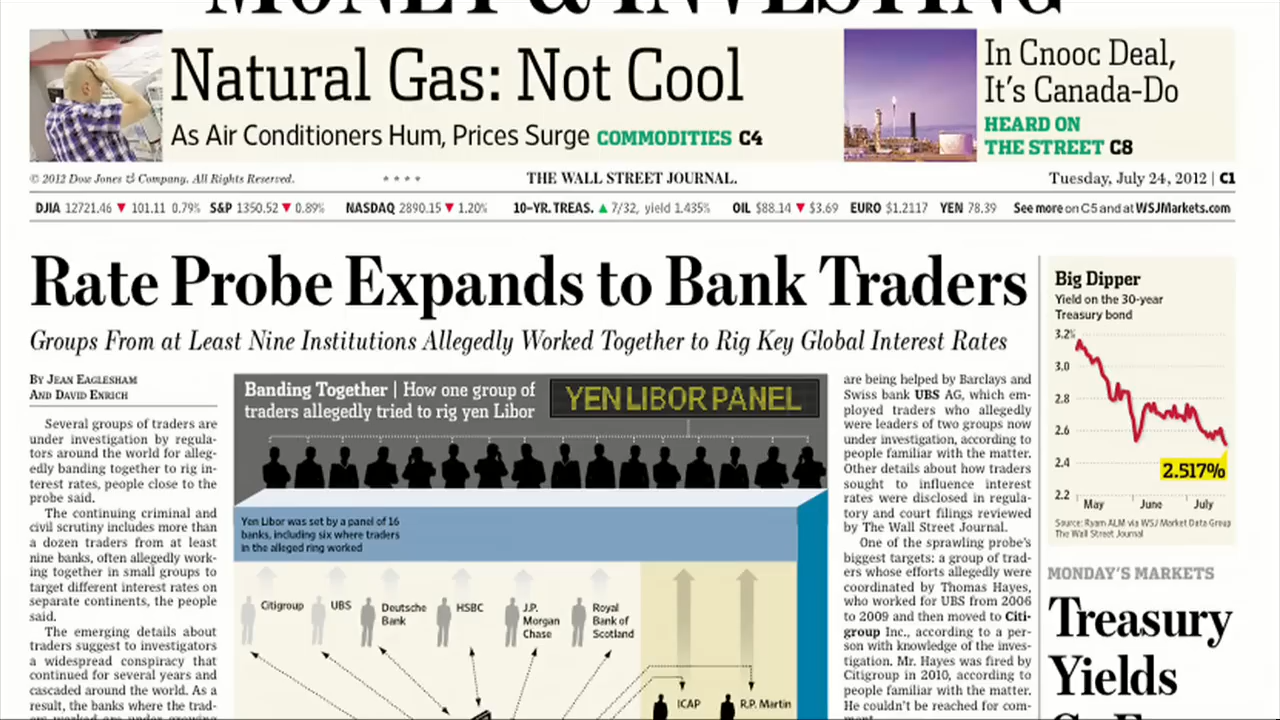 MONEY & INVESTING
Natural Gas: Not Cool
As Air Conditioners Hum, Prices Surge COMMODITIES C4
In Cnooc Deal,
It's Canada-Do
HEARD ON
THE STREET C8
© 2012 Dow Jones & Company. All Rights Reserved.
* * * *
THE WALL STREET JOURNAL.
Tuesday, July 24, 2012 | C1
DJIA 12721.46 ▼ 101.11 0.79% S&P 1350.52 ▼ 0.89% NASDAQ 2890.15 ▼ 1.20% 10-YR. TREAS. ▲ 7/32, yield 1.435% OIL $88.14 ▼ $3.69 EURO $1.2117 YEN 78.39 See more on C5 and at WSJMarkets.com
Rate Probe Expands to Bank Traders
Groups From at Least Nine Institutions Allegedly Worked Together to Rig Key Global Interest Rates
BY JEAN EAGLESHAM
AND DAVID ENRICH
Several groups of traders are
under investigation by regula-
tors around the world for alleg-
edly banding together to rig in-
terest rates, people close to the
probe said.
The continuing criminal and
civil scrutiny includes more than
a dozen traders from at least
nine banks, often allegedly work-
ing together in small groups to
target different interest rates on
separate continents, the people
said.
The emerging details about
traders suggest to investigators
a widespread conspiracy that
continued for several years and
cascaded around the world. As a
result, the banks where the trad-
ers worked are under growing
Banding Together | How one group of
traders allegedly tried to rig yen Libor
YEN LIBOR PANEL
Yen Libor was set by a panel of 16
banks, including six where traders
in the alleged ring worked
Citigroup
UBS
Deutsche
Bank
HSBC
J.P.
Morgan
Chase
Royal
Bank of
Scotland
ICAP
R.P. Martin
are being helped by Barclays and
Swiss bank UBS AG, which em-
ployed traders who allegedly
were leaders of two groups now
under investigation, according to
people familiar with the matter.
Other details about how traders
sought to influence interest
rates were disclosed in regula-
tory and court filings reviewed
by The Wall Street Journal.
One of the sprawling probe's
biggest targets: a group of trad-
ers whose efforts allegedly were
coordinated by Thomas Hayes,
who worked for UBS from 2006
to 2009 and then moved to Citi-
group Inc., according to a per-
son with knowledge of the inves-
tigation. Mr. Hayes was fired by
Citigroup in 2010, according to
people familiar with the matter.
He couldn't be reached for com-
ment.
Big Dipper
Yield on the 30-year
Treasury bond
3.2%
3.0
2.8
2.6
2.4
2.2
2.517%
May June July
Source: Ryam ALM via WSJ Market Data Group
The Wall Street Journal
MONDAY'S MARKETS
Treasury
Yields